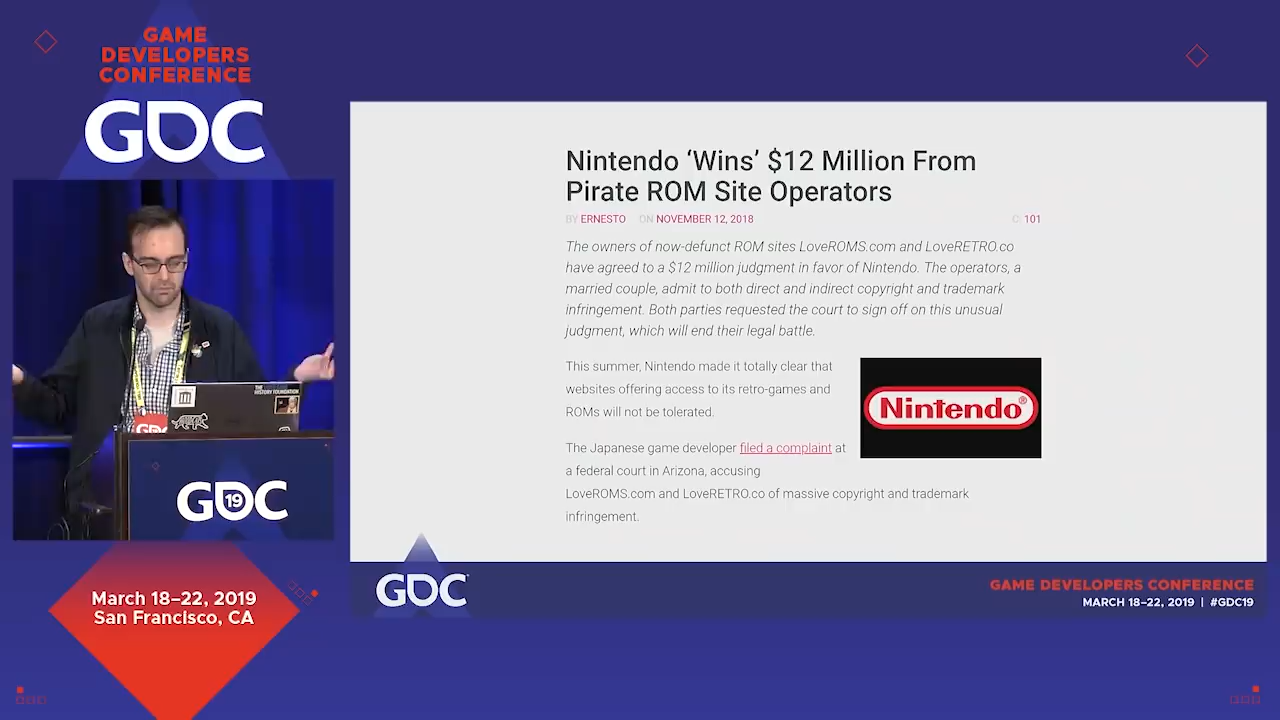 GAME
DEVELOPERS
CONFERENCE
GDC
THE VIDEO GAME
HISTORY FOUNDATION
GDC
GDC 19
March 18–22, 2019
San Francisco, CA
Nintendo ‘Wins’ $12 Million From
Pirate ROM Site Operators
BY ERNESTO ON NOVEMBER 12, 2018 C: 101
The owners of now-defunct ROM sites LoveROMS.com and LoveRETRO.co
have agreed to a $12 million judgment in favor of Nintendo. The operators, a
married couple, admit to both direct and indirect copyright and trademark
infringement. Both parties requested the court to sign off on this unusual
judgment, which will end their legal battle.
This summer, Nintendo made it totally clear that
websites offering access to its retro-games and
ROMs will not be tolerated.
Nintendo®
The Japanese game developer filed a complaint at
a federal court in Arizona, accusing
LoveROMS.com and LoveRETRO.co of massive copyright and trademark
infringement.
GDC
GAME DEVELOPERS CONFERENCE
MARCH 18–22, 2019 | #GDC19